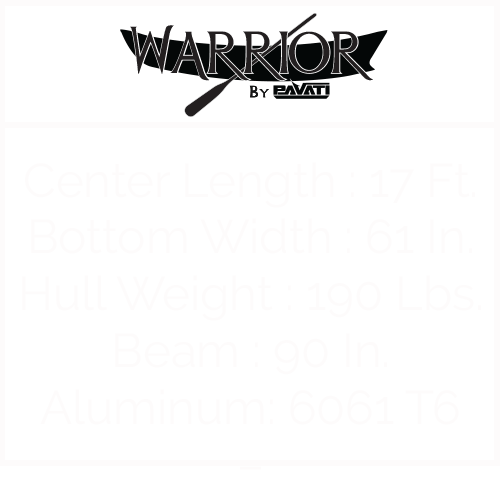 WARRIOR
BY PAVATI
Center Length : 17 Ft.
Bottom Width : 61 In.
Hull Weight : 190 Lbs.
Beam : 90 In.
Aluminum: 6061 T6